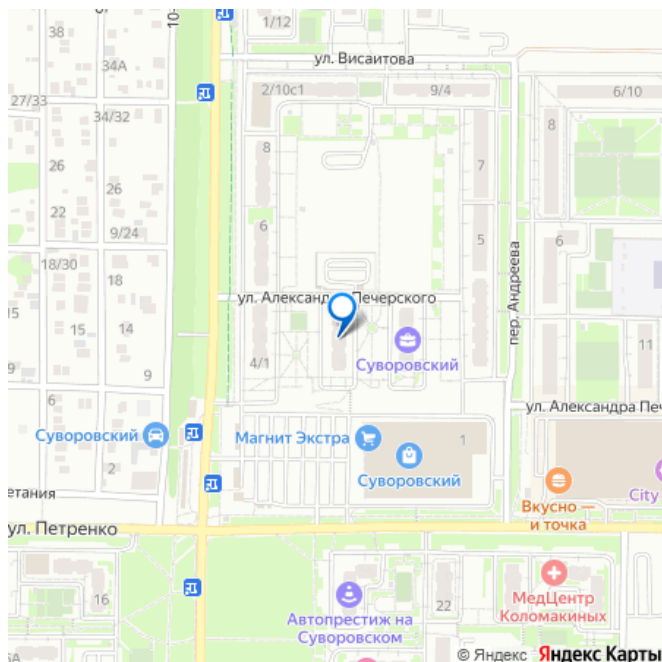 38
10-
1/12
ул. Висаитова
34А
27/33
34/32
2/10с1
9/4
6/10
8
8
26
26
7
22
6
9/24
5
6
18/30
18
пер. Андреева
ул. Александра Печерского
15
15
14
11
Суворовский
4/1
9
6
ул. Александра Печ
Суворовский
Магнит Экстра
1
2
Суворовский
City
Вкусно —
и точка
етания
ул. Петренко
МедЦентр
Коломакиных
16
22
Автопрестиж на
Суворовском
© Яндекс Яндекс Карты